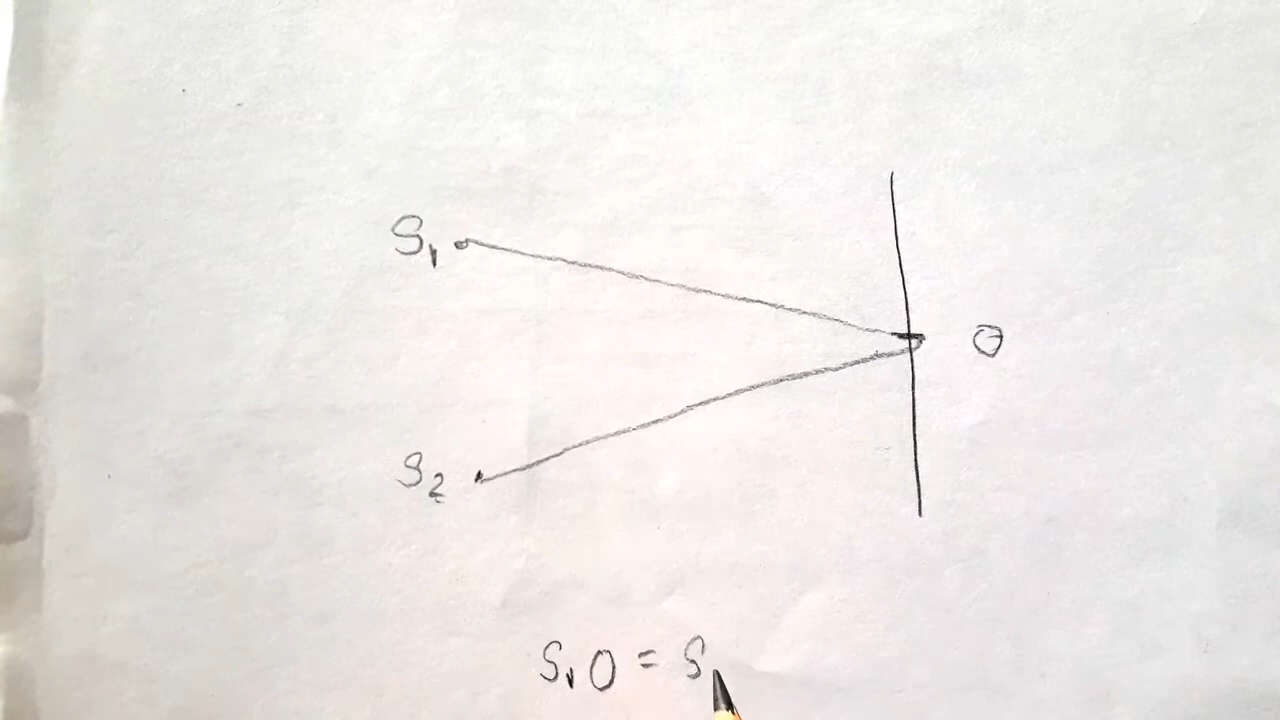 S₁
O
S₂
S₁O = S